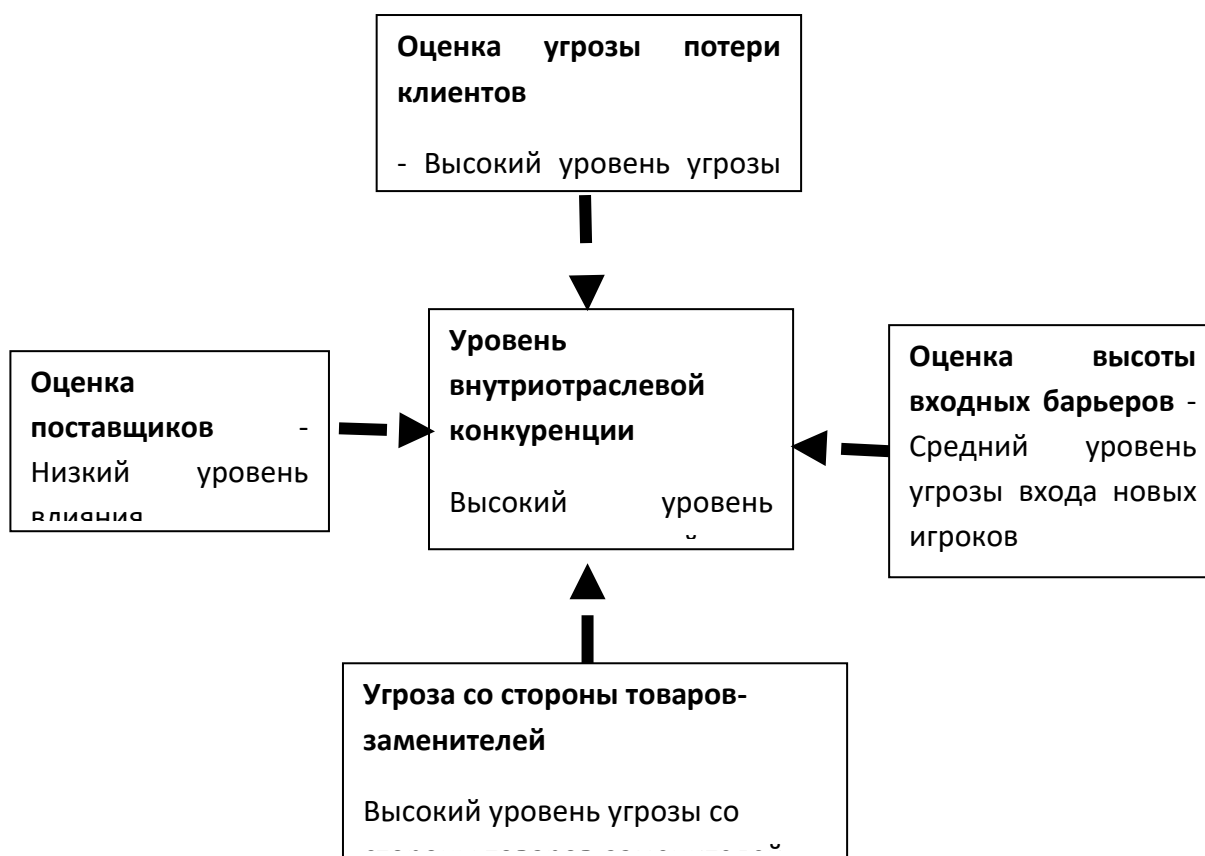 Оценка угрозы потери
клиентов
- Высокий уровень угрозы
Уровень
внутриотраслевой
конкуренции
Высокий уровень
Оценка
поставщиков -
Низкий уровень
влияния
Оценка высоты
входных барьеров -
Средний уровень
угрозы входа новых
игроков
Угроза со стороны товаров-
заменителей
Высокий уровень угрозы со